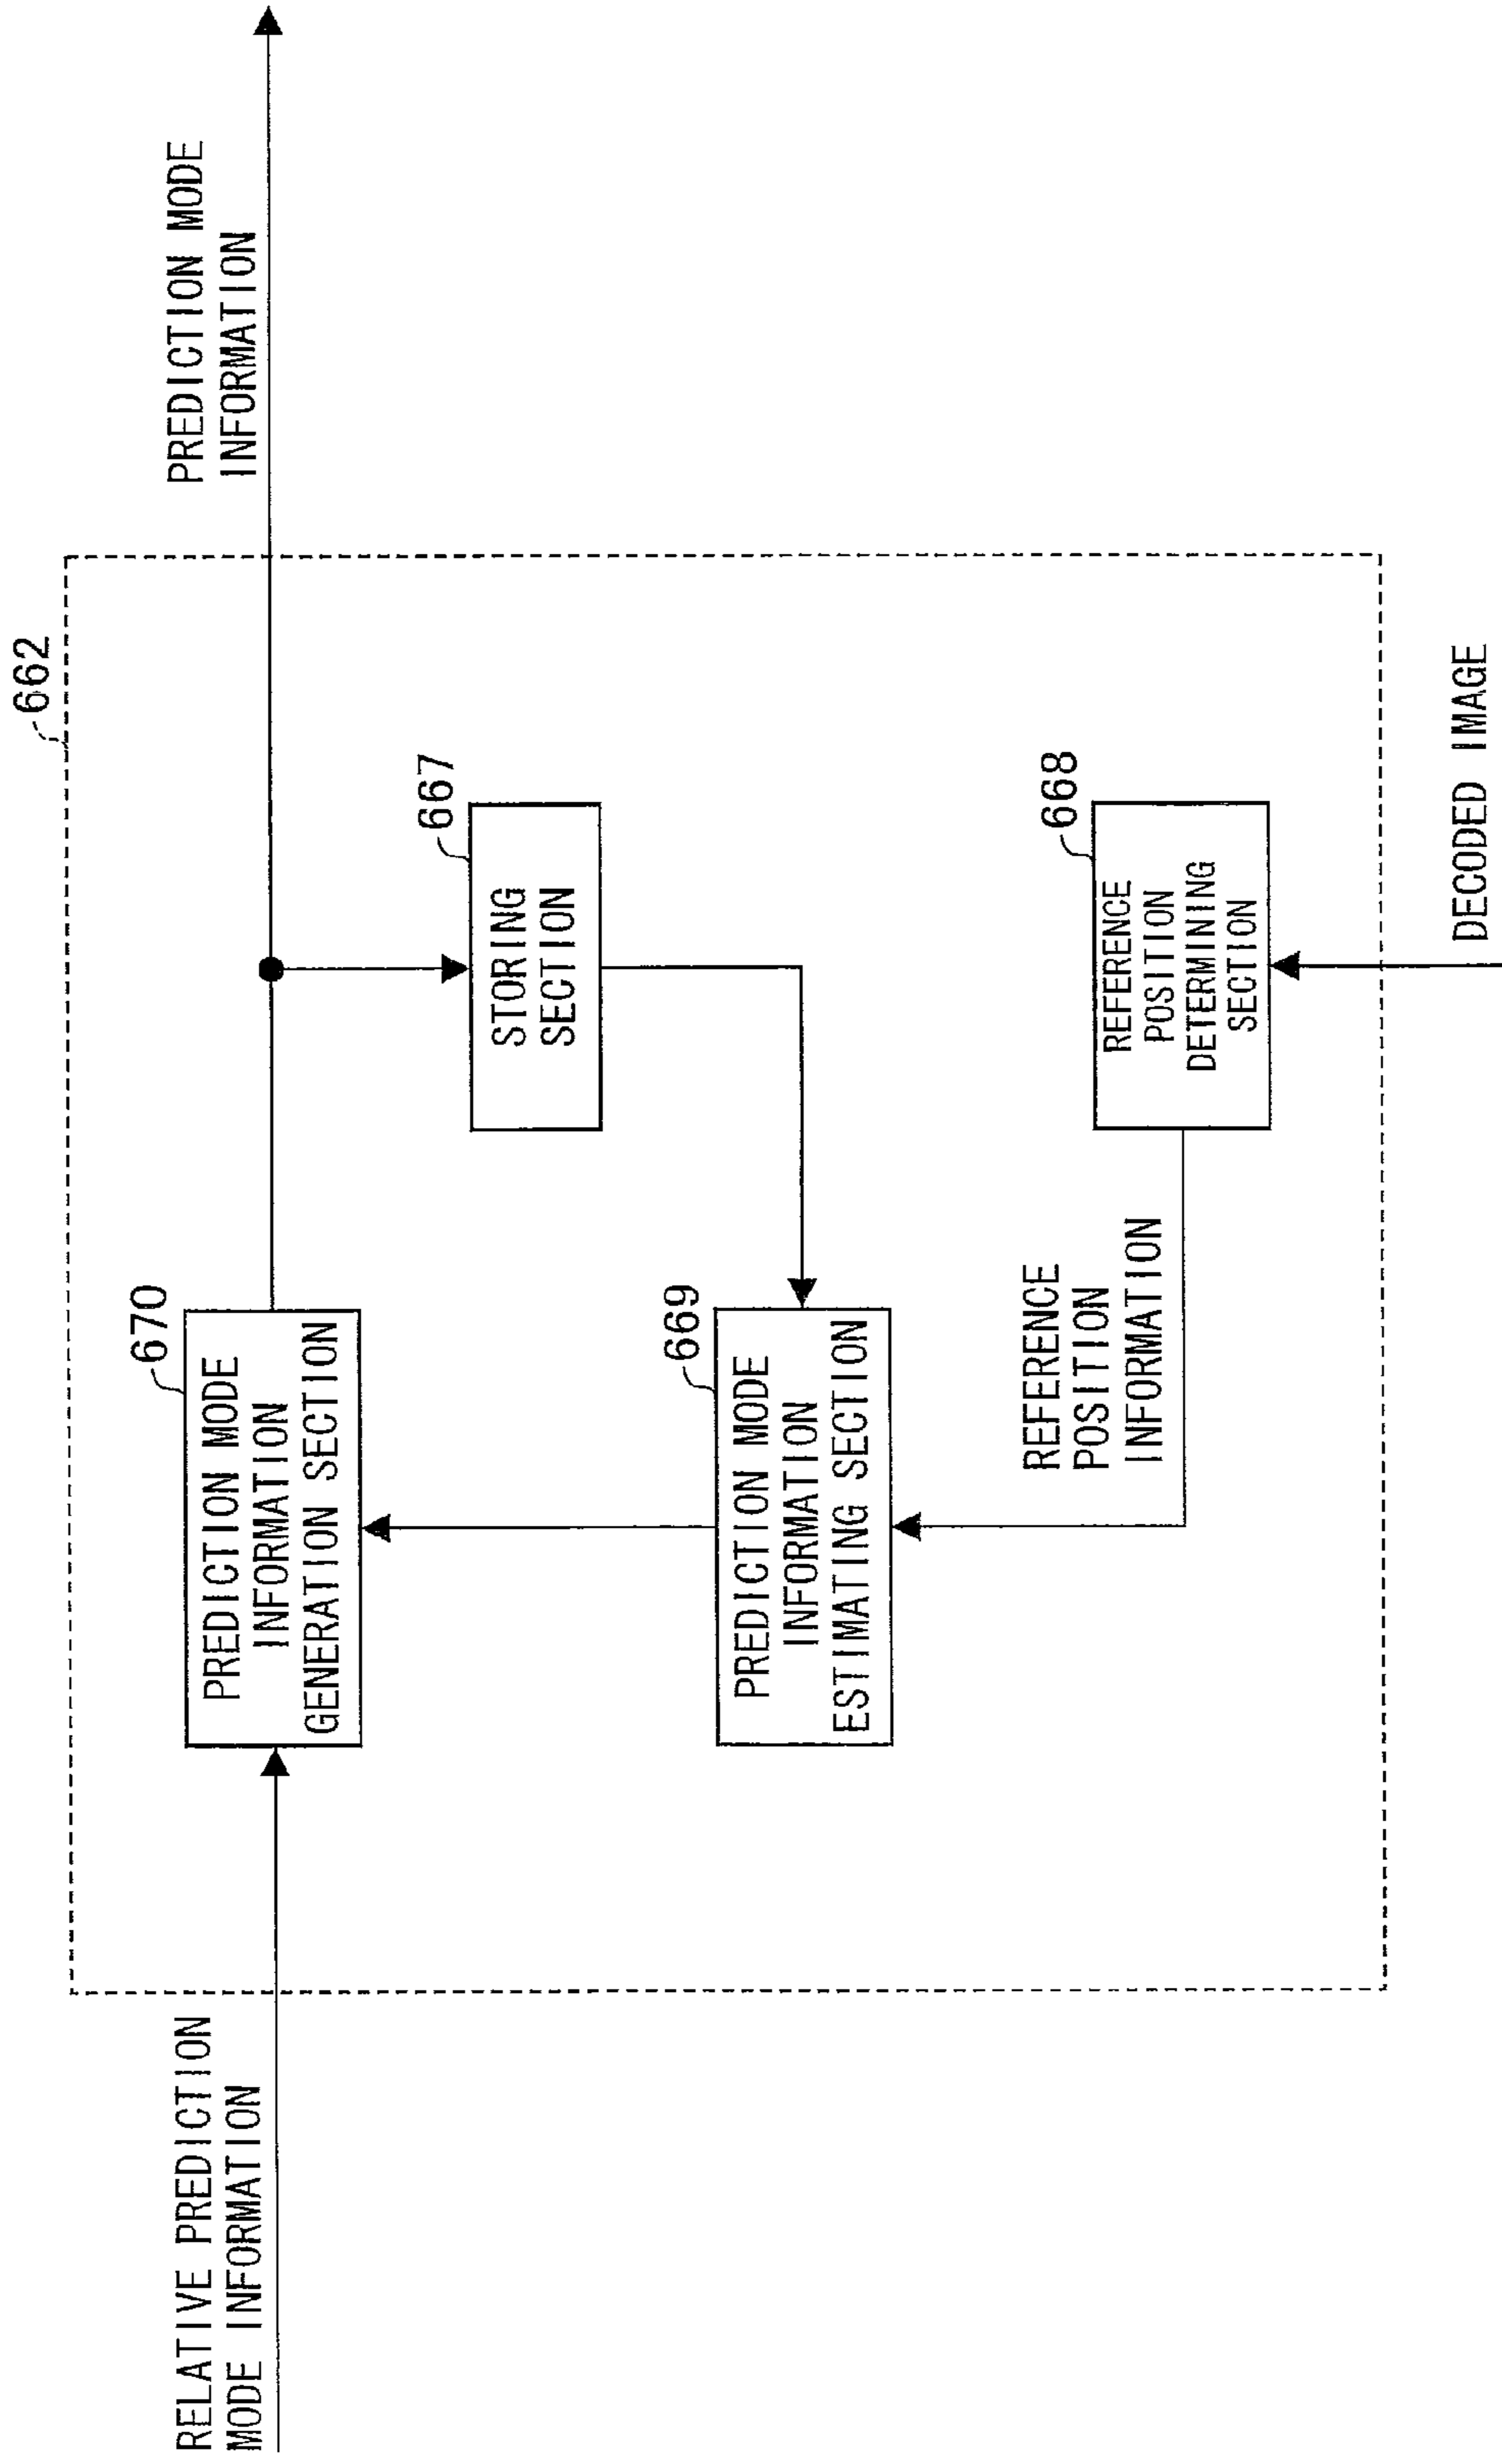 662
RELATIVE PREDICTION
MODE INFORMATION
670
PREDICTION MODE
INFORMATION
GENERATION SECTION
PREDICTION MODE
INFORMATION
667
STORING
SECTION
669
PREDICTION MODE
INFORMATION
ESTIMATING SECTION
REFERENCE
POSITION
INFORMATION
668
REFERENCE
POSITION
DETERMINING
SECTION
DECODED IMAGE